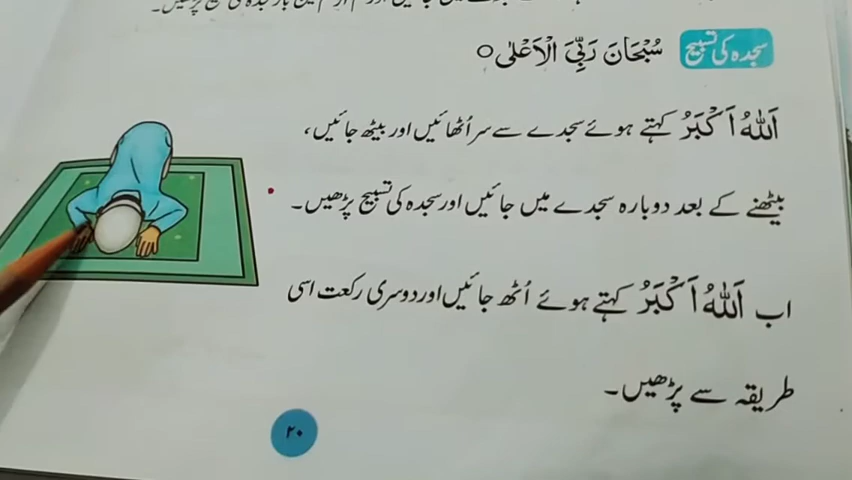 سجدہ کی تسبیح سُبْحَانَ رَبِّیَ الْاَعْلٰی
اَللّٰهُ اَكْبَرُ کہتے ہوئے سجدے سے سر اُٹھائیں اور بیٹھ جائیں،
بیٹھنے کے بعد دوبارہ سجدے میں جائیں اور سجدہ کی تسبیح پڑھیں۔
اب اَللّٰهُ اَكْبَرُ کہتے ہوئے اُٹھ جائیں اور دوسری رکعت اسی
طریقہ سے پڑھیں۔
۲۰